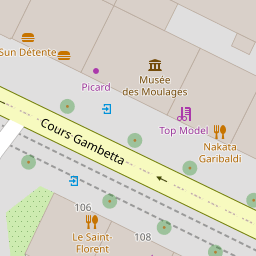 Sun Détente
Musée
des Moulages
Picard
Top Model
Nakata
Garibaldi
Cours Gambetta
106
Le Saint-
Florent
108